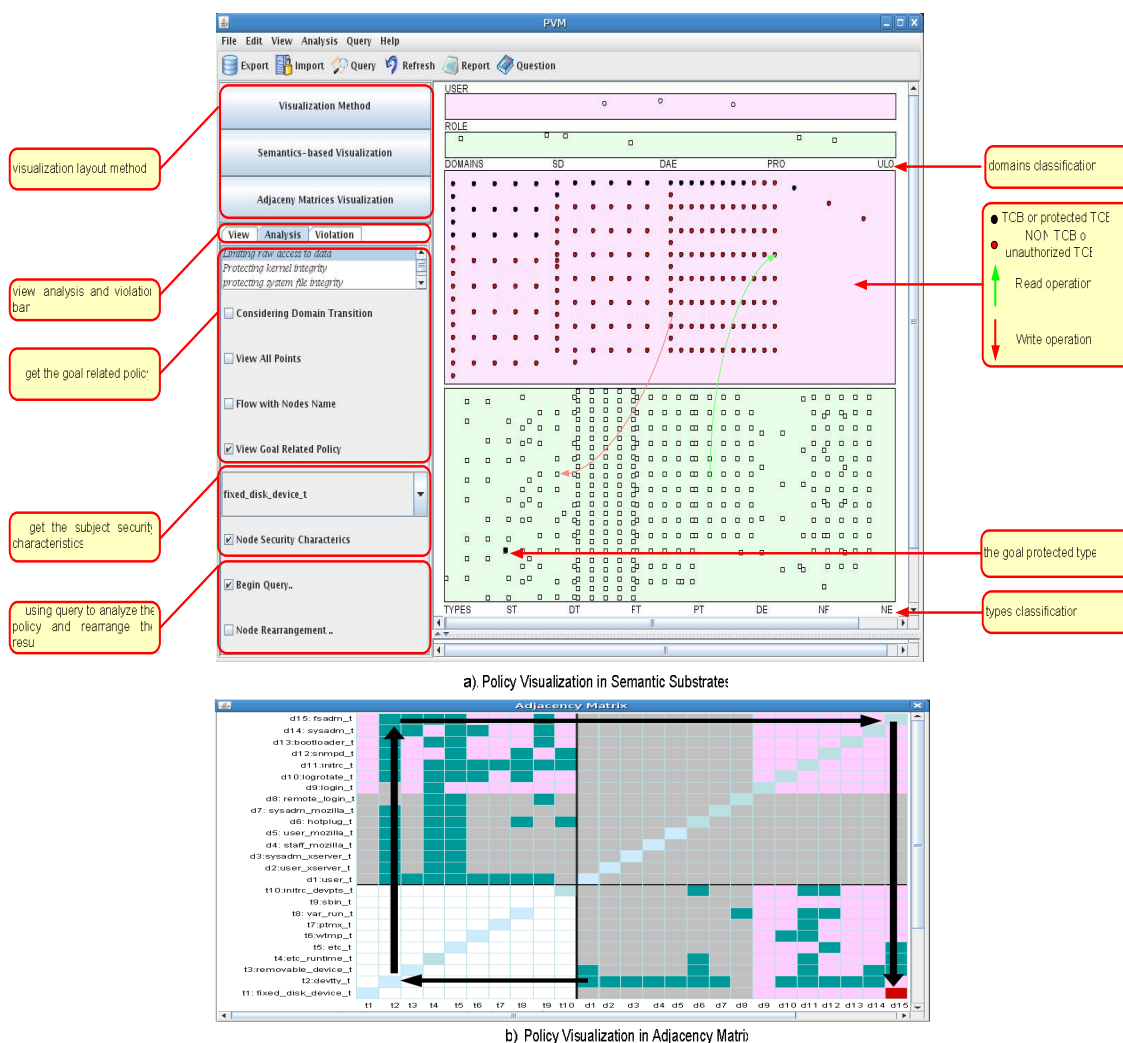 PVM
File Edit View Analysis Query Help
Export Import Query Refresh Report Question
Visualization Method
Semantics-based Visualization
Adjaceny Matrices Visualization
View Analysis Violation
Limiting raw access to data
Protecting kernel integrity
protecting system file integrity
Considering Domain Transition
View All Points
Flow with Nodes Name
View Goal Related Policy
fixed_disk_device_t
Node Security Characterics
Begin Query..
Node Rearrangement ..
USER
ROLE
DOMAINS SD DAE PRO ULO
TYPES ST DT FT PT DE NF NE
visualization layout method
view analysis and violation
bar
get the goal related policy
get the subject security
characteristics
using query to analyze the
policy and rearrange the
resu
domains classification
TCB or protected TCB
NON TCB o
unauthorized TCB
Read operation
Write operation
the goal protected type
types classification
a). Policy Visualization in Semantic Substrates
Adjacency Matrix
d15: fsadm_t
d14: sysadm_t
d13:bootloader_t
d12:snmpd_t
d11:initrc_t
d10:logrotate_t
d9:login_t
d8: remote_login_t
d7: sysadm_mozilla_t
d6: hotplug_t
d5: user_mozilla_t
d4: staff_mozilla_t
d3:sysadm_xserver_t
d2:user_xserver_t
d1:user_t
t10:initrc_devpts_t
t9:sbin_t
t8: var_run_t
t7:ptmx_t
t6:wtmp_t
t5: etc_t
t4:etc_runtime_t
t3:removable_device_t
t2:devtty_t
t1: fixed_disk_device_t
t1 t2 t3 t4 t5 t6 t7 t8 t9 t10 d1 d2 d3 d4 d5 d6 d7 d8 d9 d10 d11 d12 d13 d14 d15
b) Policy Visualization in Adjacency Matrix